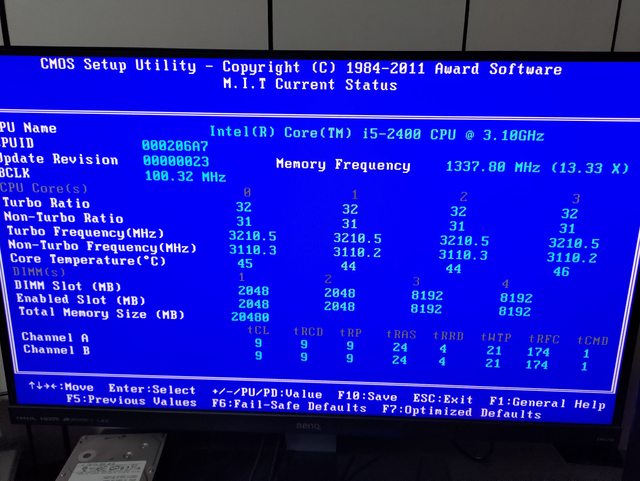 CMOS Setup Utility - Copyright (C) 1984-2011 Award Software
M.I.T Current Status
PU Name Intel(R) Core(TM) i5-2400 CPU @ 3.10GHz
PUID 000206A7
Update Revision 00000023 Memory Frequency 1337.80 MHz (13.33 X)
BCLK 100.32 MHz
CPU Core(s) 0 1 2 3
Turbo Ratio 32 32 32 32
Non-Turbo Ratio 31 31 31 31
Turbo Frequency(MHz) 3210.5 3210.5 3210.5 3210.5
Non-Turbo Frequency(MHz) 3110.3 3110.2 3110.3 3110.2
Core Temperature(°C) 45 44 44 46
DIMM(s) 1 2 3 4
DIMM Slot (MB) 2048 2048 8192 8192
Enabled Slot (MB) 2048 2048 8192 8192
Total Memory Size (MB) 20480
tCL tRCD tRP tRAS tRRD tWTP tRFC tCMD
Channel A 9 9 9 24 4 21 174 1
Channel B 9 9 9 24 4 21 174 1
↑↓→←:Move Enter:Select +/-/PU/PD:Value F10:Save ESC:Exit F1:General Help
F5:Previous Values F6:Fail-Safe Defaults F7:Optimized Defaults
BenQ